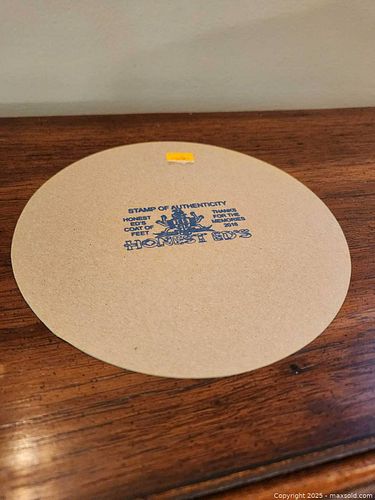 STAMP OF AUTHENTICITY
HONEST
ED'S
COAT OF
FEET
THANKS
FOR THE
MEMORIES
2016
HONEST ED'S
Copyright 2025 - maxsold.com